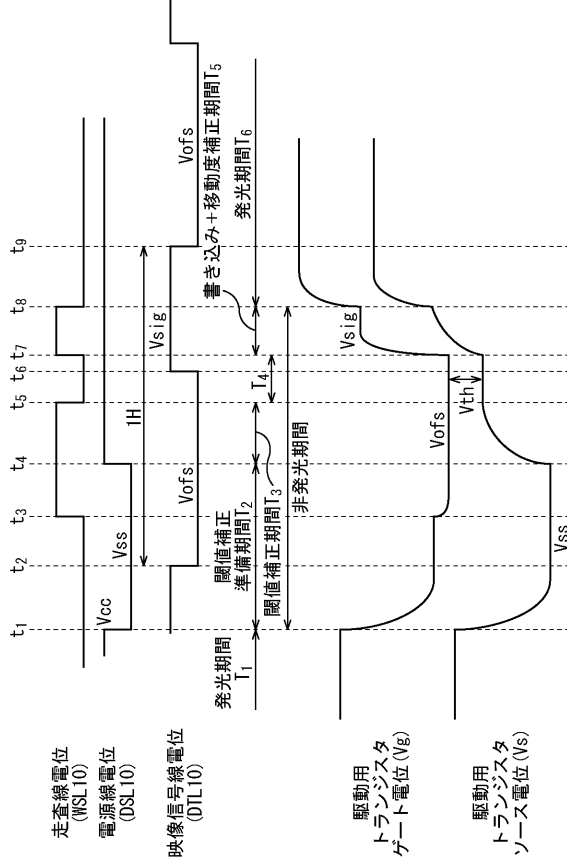 t1 t2 t3 t4 t5 t6 t7 t8 t9
走査線電位
(WSL10)
電源線電位
(DSL10)
Vcc
Vss
1H
映像信号線電位
(DTL10)
Vofs
Vsig
Vofs
発光期間
T1
閾値補正
準備期間T2
閾値補正期間T3
T4
書き込み+移動度補正期間T5
発光期間T6
非発光期間
駆動用
トランジスタ
ゲート電位(Vg)
Vofs
Vsig
Vth
駆動用
トランジスタ
ソース電位(Vs)
Vss